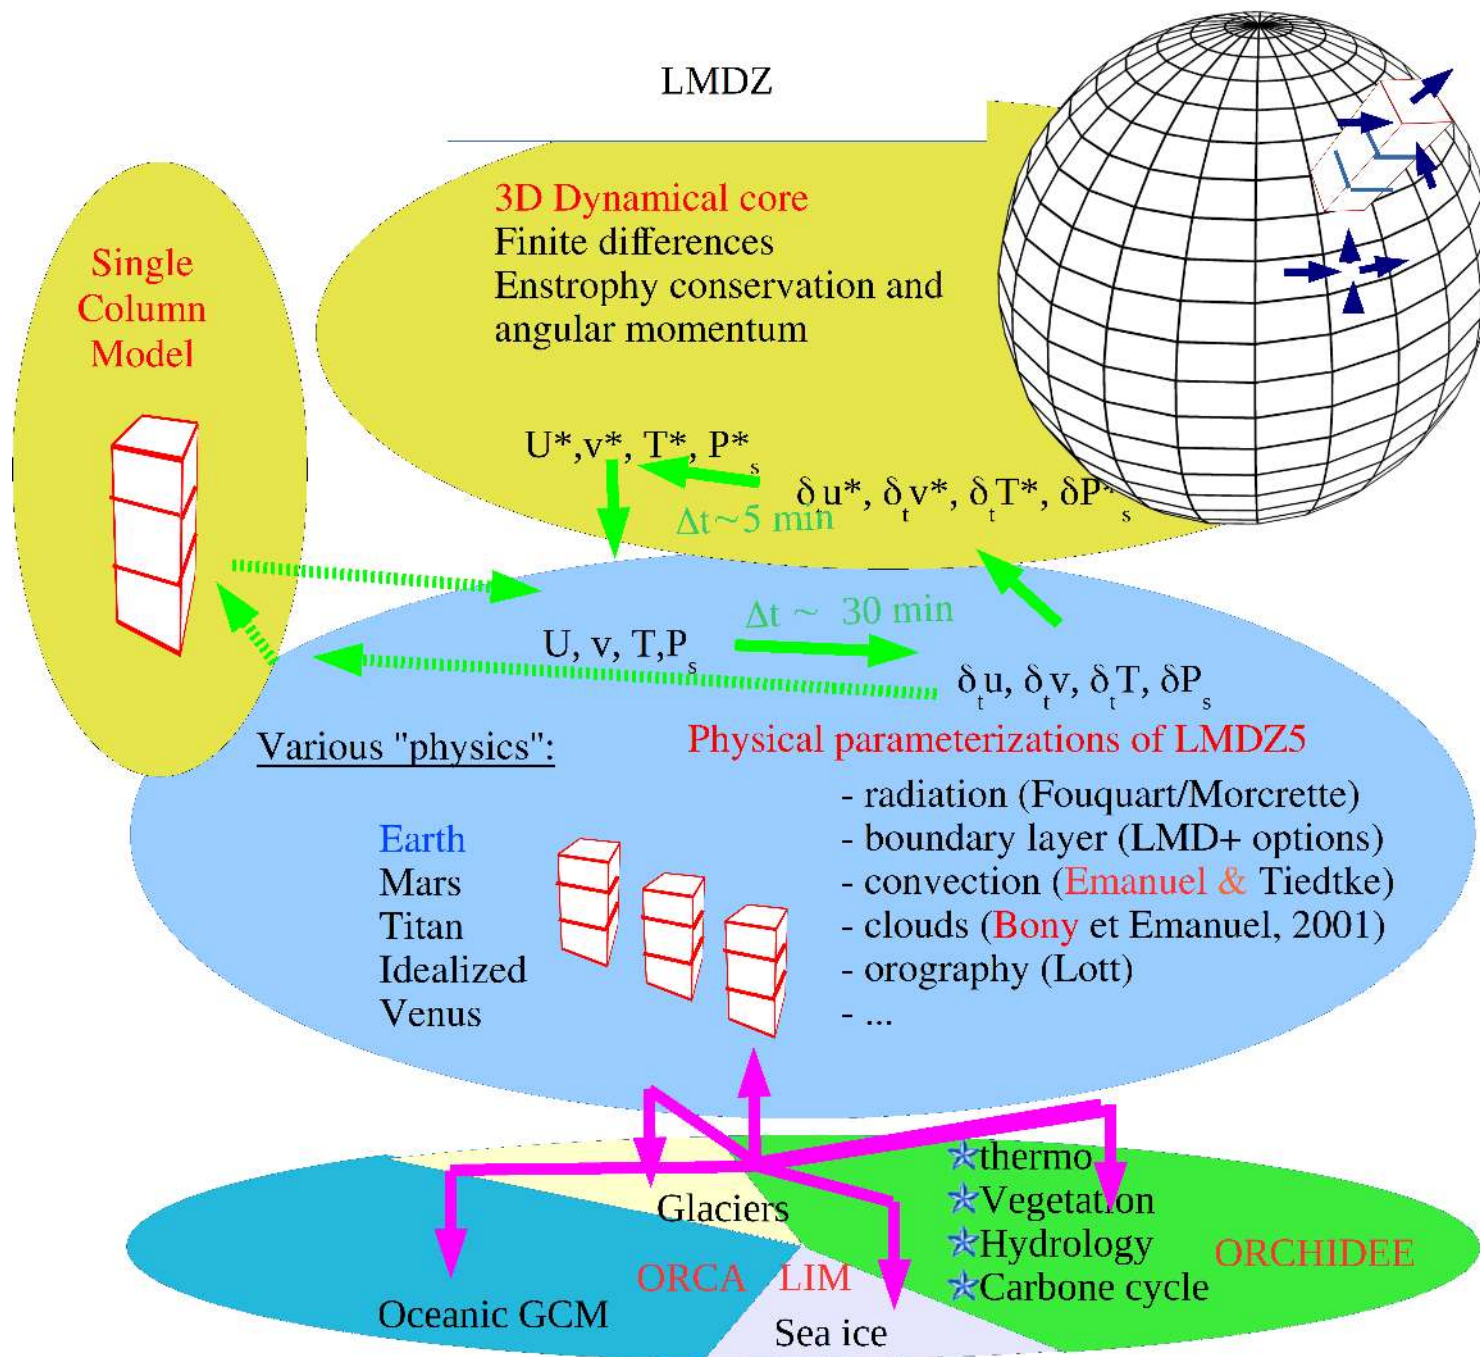 LMDZ
3D Dynamical core
Finite differences
Enstrophy conservation and
angular momentum
Single
Column
Model
U*,v*, T*, P*ₛ
δₜu*, δₜv*, δₜT*, δP*ₛ
Δt~5 min
Δt ~ 30 min
U, v, T,Pₛ
δₜu, δₜv, δₜT, δPₛ
Various "physics":
Earth
Mars
Titan
Idealized
Venus
Physical parameterizations of LMDZ5
- radiation (Fouquart/Morcrette)
- boundary layer (LMD+ options)
- convection (Emanuel & Tiedtke)
- clouds (Bony et Emanuel, 2001)
- orography (Lott)
- ...
Glaciers
thermo
Vegetation
Hydrology
Carbone cycle
ORCHIDEE
ORCA LIM
Oceanic GCM
Sea ice